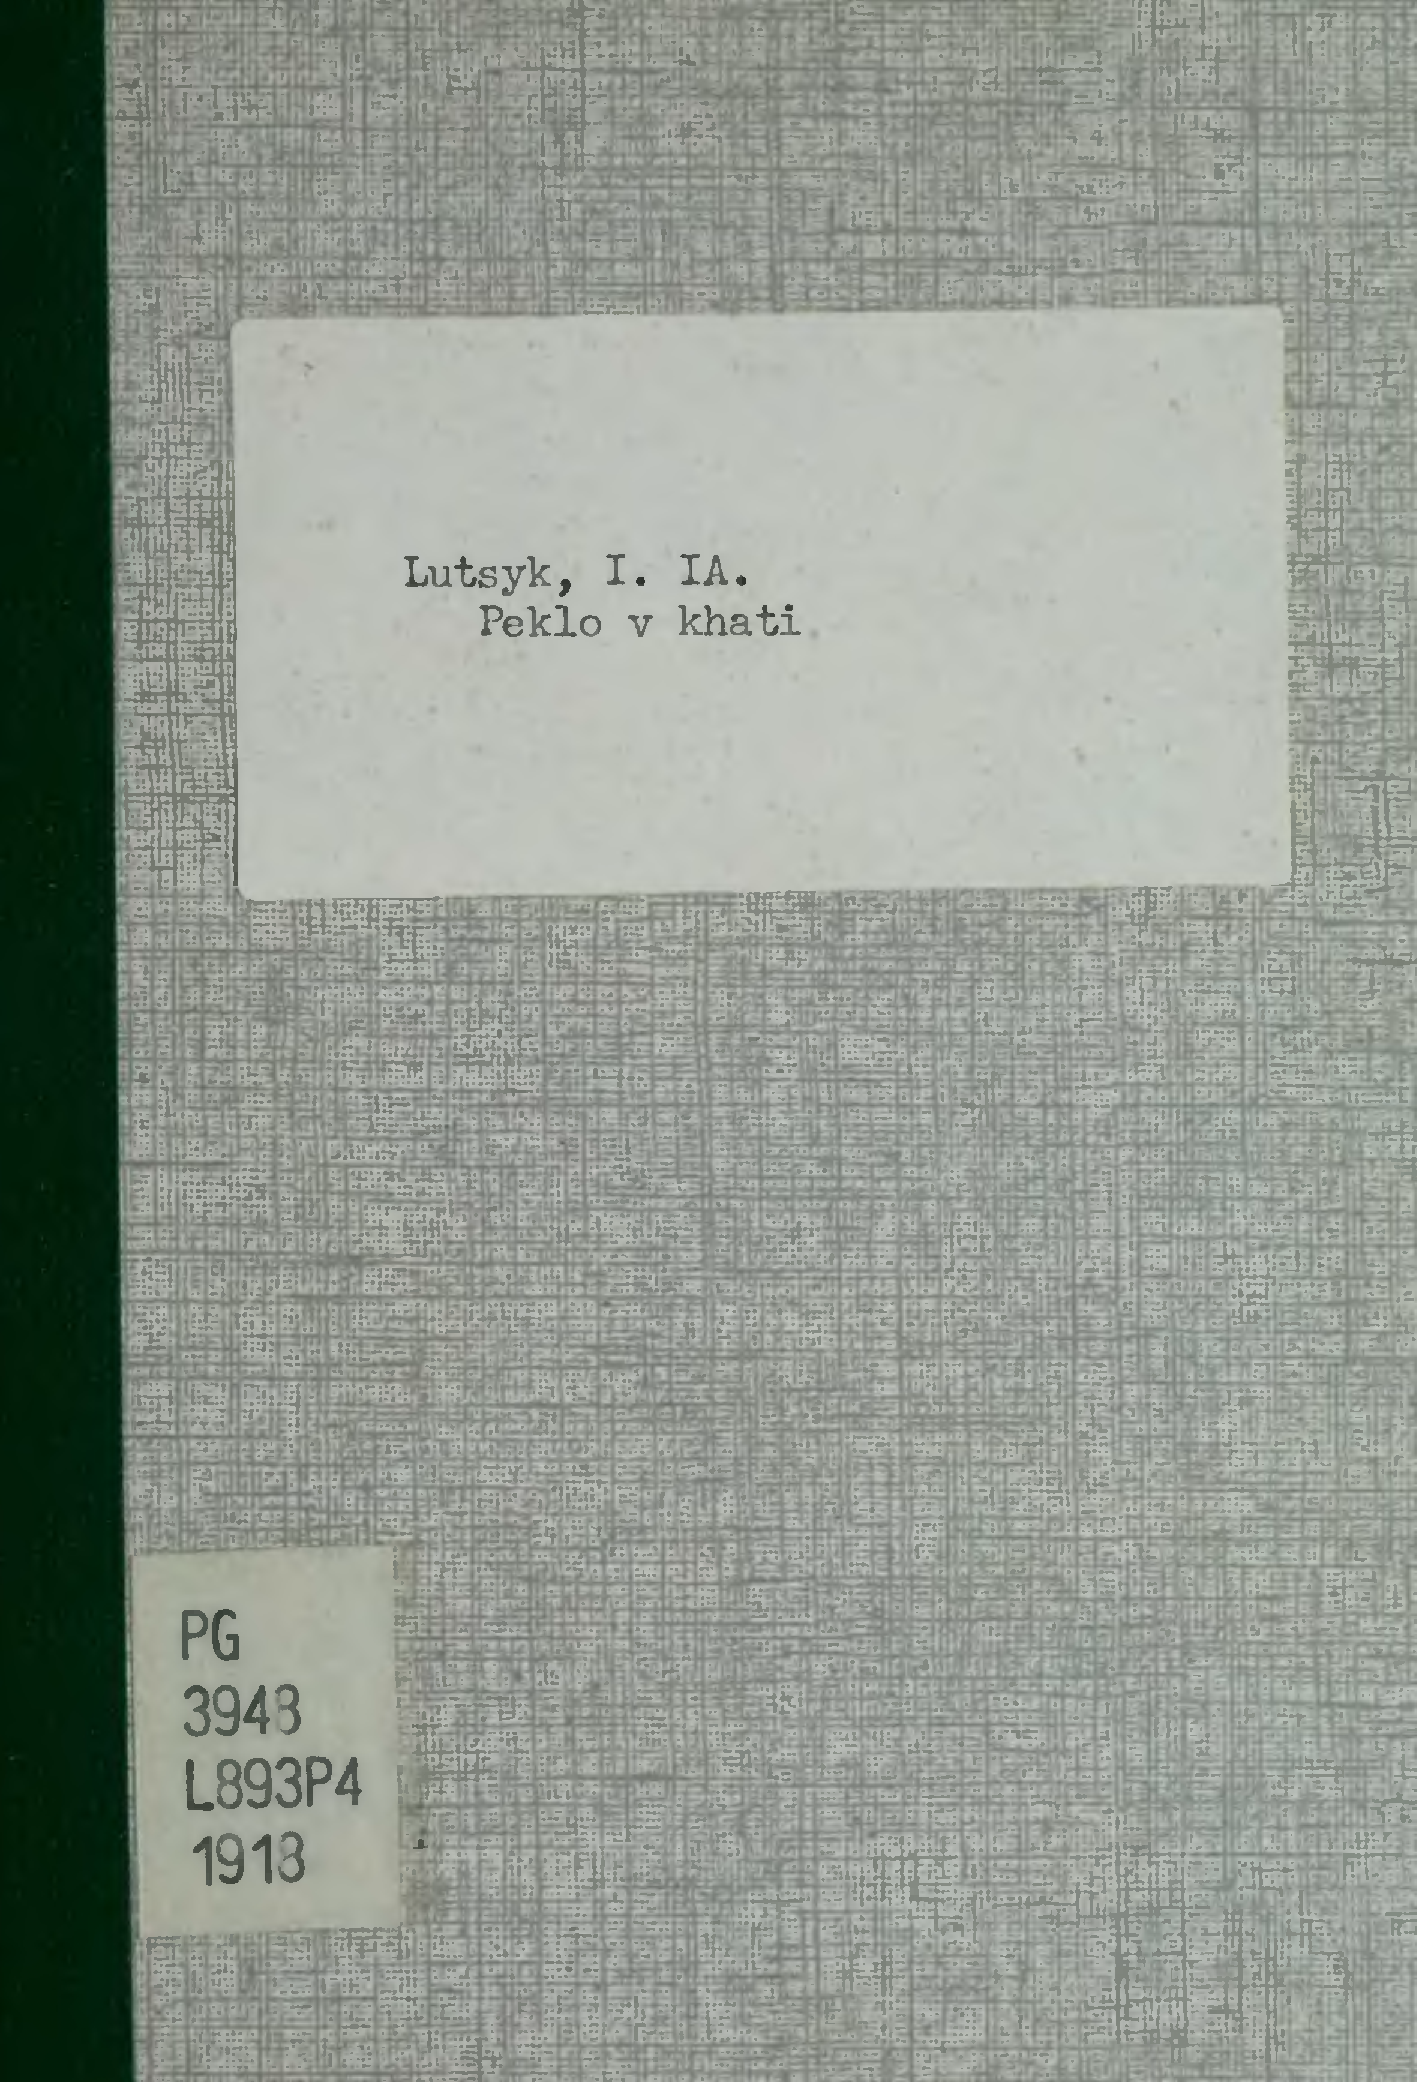 Lutsyk, I. IA.
Peklo v khati
PG
3948
L893P4
1918